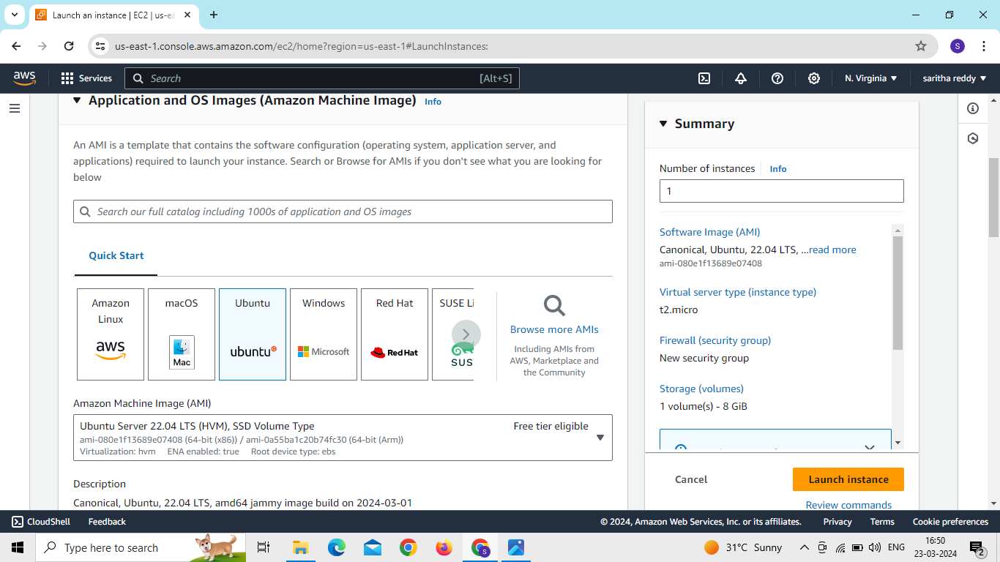 Launch an instance | EC2 | us-ea
us-east-1.console.aws.amazon.com/ec2/home?region=us-east-1#LaunchInstances:
S
aws
Services
Search
[Alt+S]
N. Virginia
saritha reddy
Application and OS Images (Amazon Machine Image)
Info
An AMI is a template that contains the software configuration (operating system, application server, and
applications) required to launch your instance. Search or Browse for AMIs if you don't see what you are looking for
below
Search our full catalog including 1000s of application and OS images
Quick Start
Amazon
Linux
aws
macOS
Mac
Ubuntu
ubuntu
Windows
Microsoft
Red Hat
Red Hat
SUSE Li
SUS
Browse more AMIs
Including AMIs from
AWS, Marketplace and
the Community
Amazon Machine Image (AMI)
Ubuntu Server 22.04 LTS (HVM), SSD Volume Type
Free tier eligible
ami-080e1f13689e07408 (64-bit (x86)) / ami-0a55ba1c20b74fc30 (64-bit (Arm))
Virtualization: hvm ENA enabled: true Root device type: ebs
Description
Canonical, Ubuntu, 22.04 LTS, amd64 jammy image build on 2024-03-01
Summary
Number of instances
Info
1
Software Image (AMI)
Canonical, Ubuntu, 22.04 LTS, ...read more
ami-080e1f13689e07408
Virtual server type (instance type)
t2.micro
Firewall (security group)
New security group
Storage (volumes)
1 volume(s) - 8 GiB
Cancel
Launch instance
Review commands
CloudShell
Feedback
© 2024, Amazon Web Services, Inc. or its affiliates.
Privacy
Terms
Cookie preferences
Type here to search
S
31°C Sunny
ENG
16:50
23-03-2024
2